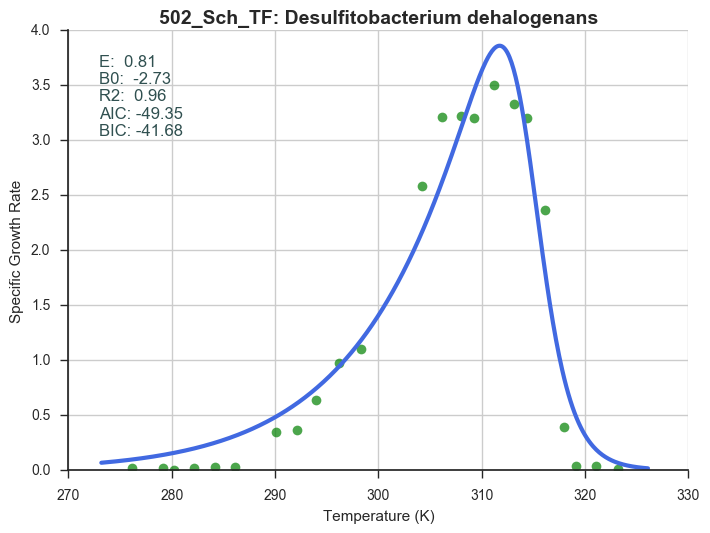 502_Sch_TF: Desulfitobacterium dehalogenans
E:  0.81
B0:  -2.73
R2:  0.96
AIC: -49.35
BIC: -41.68
4.0
3.5
3.0
2.5
2.0
1.5
1.0
0.5
0.0
Specific Growth Rate
270 280 290 300 310 320 330
Temperature (K)